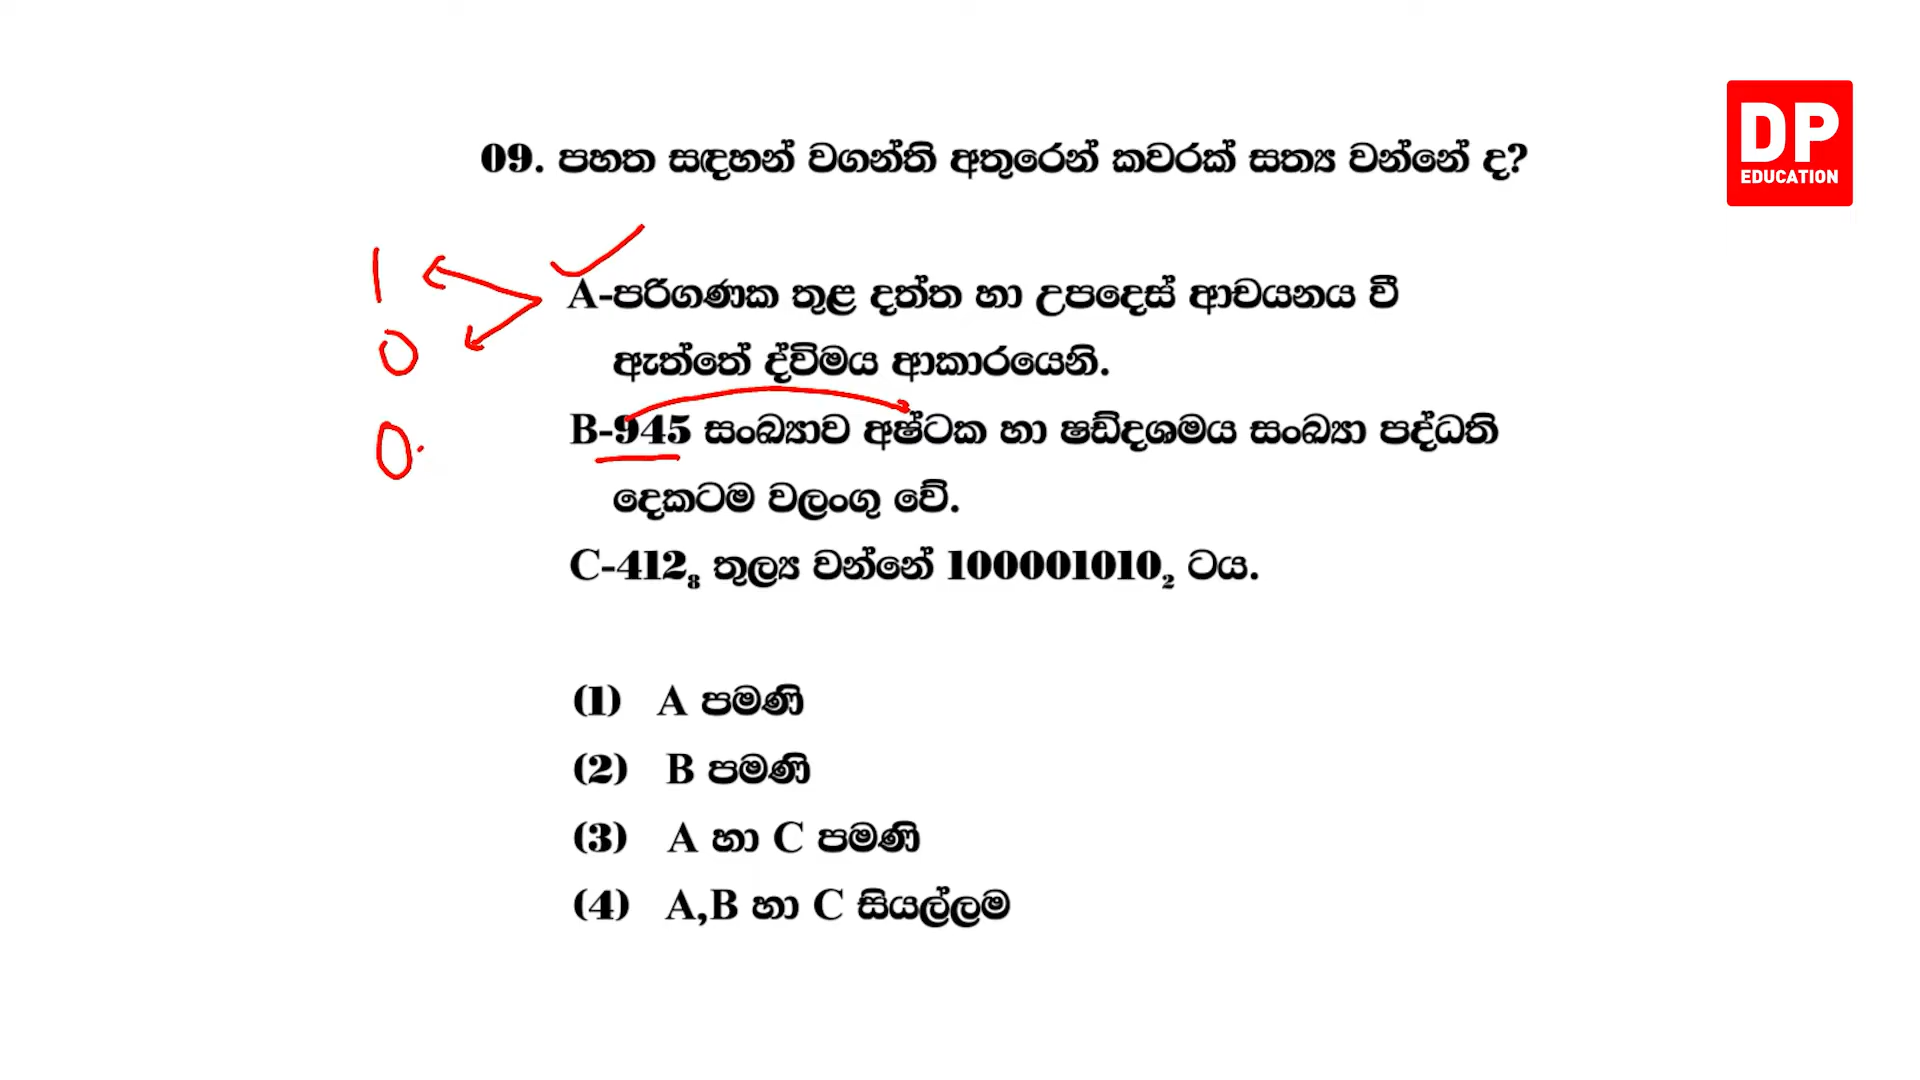 DP
EDUCATION
09. පහත සඳහන් වගන්ති අතුරෙන් කවරක් සත්‍ය වන්නේ ද?
1
A-පරිගණක තුළ දත්ත හා උපදෙස් ආචයනය වී
0
ඇත්තේ ද්විමය ආකාරයෙනි.
B-945 සංඛ්‍යාව අෂ්ටක හා ෂඩ්දශමය සංඛ්‍යා පද්ධති
0.
දෙකටම වලංගු වේ.
C-412₈ තුල්‍ය වන්නේ 100001010₂ ටය.
(1) A පමණි
(2) B පමණි
(3) A හා C පමණි
(4) A,B හා C සියල්ලම